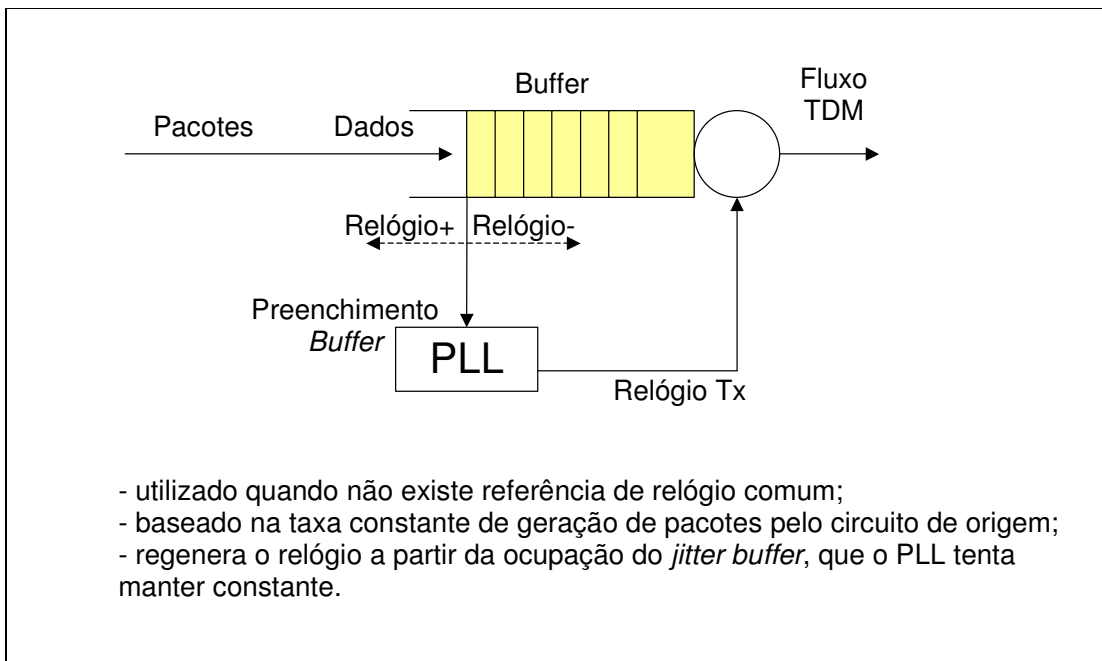 Buffer
Fluxo
TDM
Pacotes
Dados
Relógio+
Relógio-
Preenchimento
Buffer
PLL
Relógio Tx
- utilizado quando não existe referência de relógio comum;
- baseado na taxa constante de geração de pacotes pelo circuito de origem;
- regenera o relógio a partir da ocupação do jitter buffer, que o PLL tenta
manter constante.